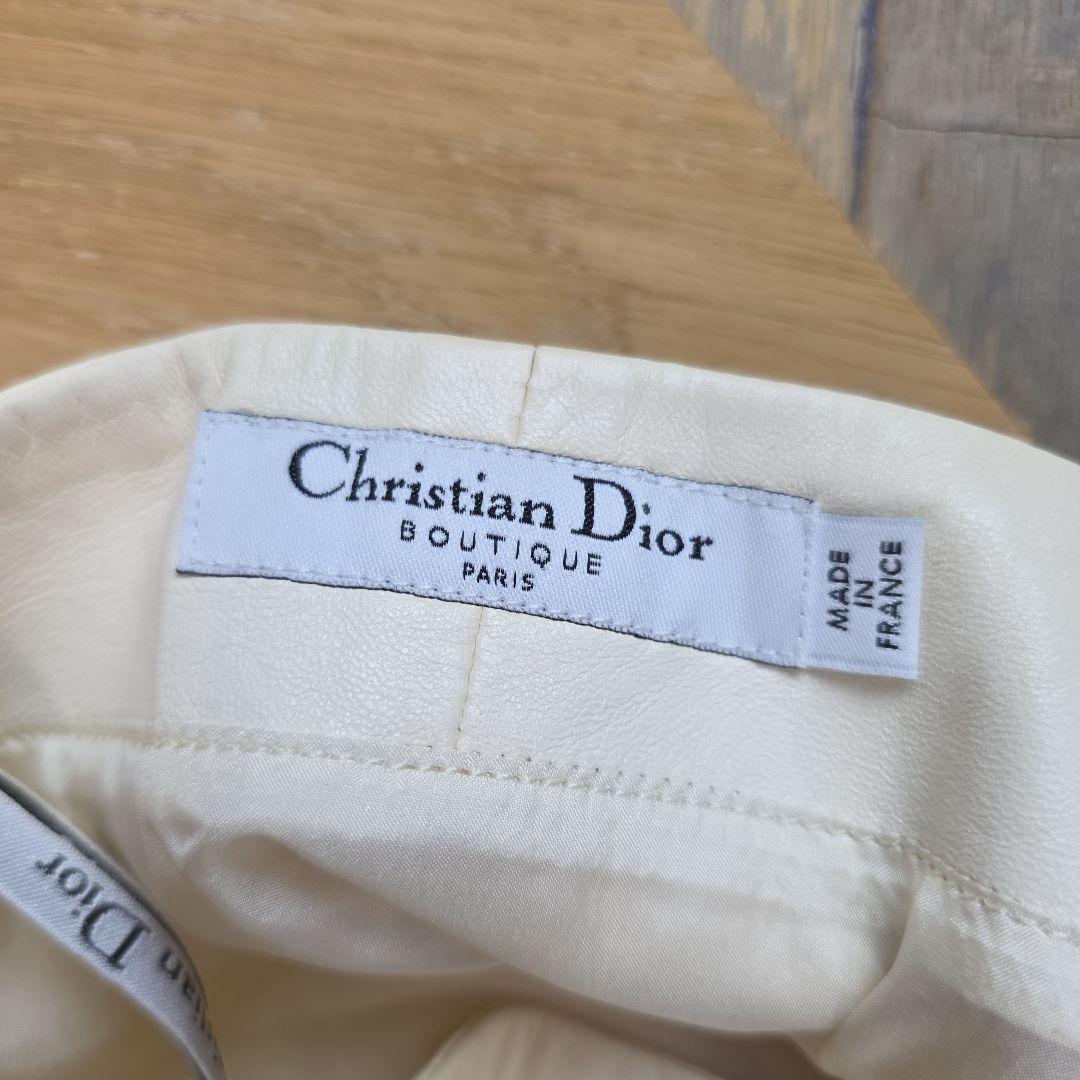 Christian Dior
BOUTIQUE
PARIS
MADE
IN
FRANCE
Dior